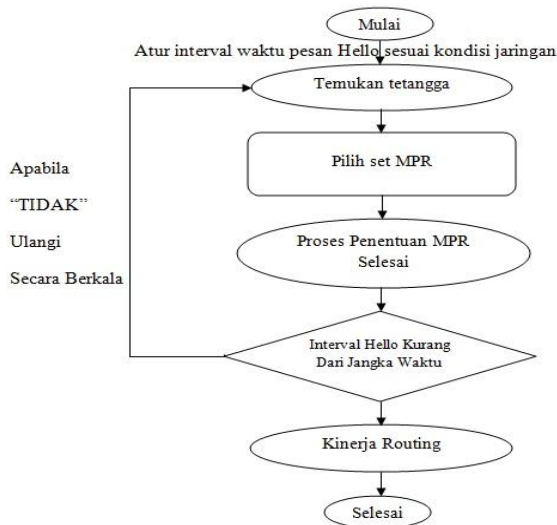 Mulai
Atur interval waktu pesan Hello sesuai kondisi jaringan
Temukan tetangga
Pilih set MPR
Apabila
“TIDAK”
Ulangi
Secara Berkala
Proses Penentuan MPR
Selesai
Interval Hello Kurang
Dari Jangka Waktu
Kinerja Routing
Selesai